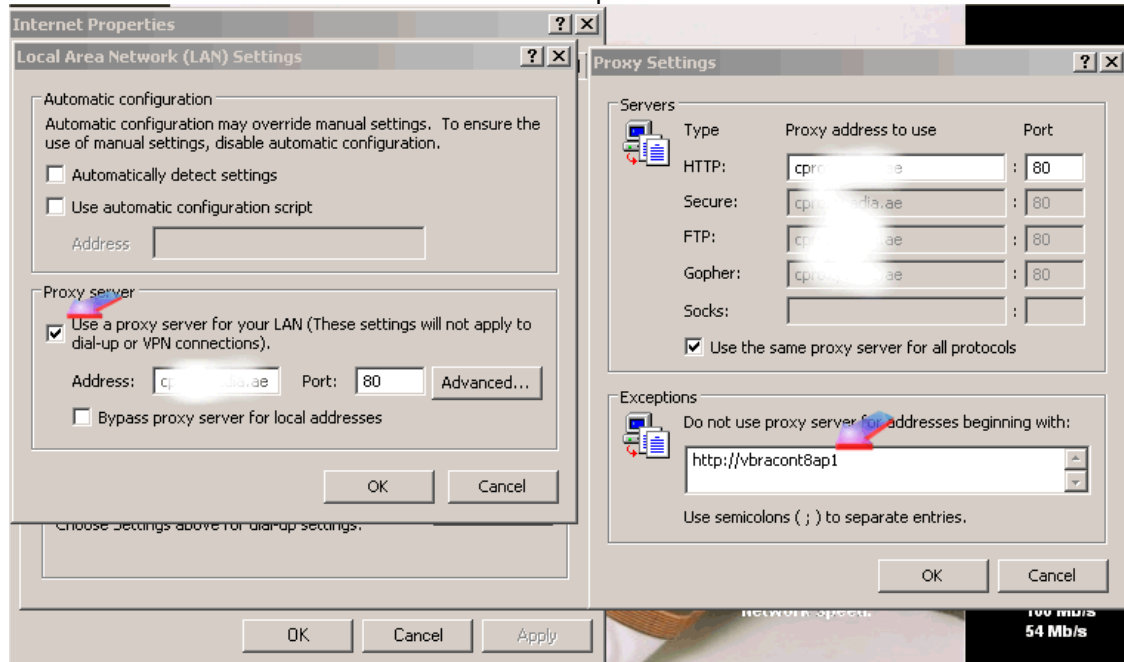 Internet Properties
Local Area Network (LAN) Settings
Automatic configuration
Automatic configuration may override manual settings. To ensure the
use of manual settings, disable automatic configuration.
Automatically detect settings
Use automatic configuration script
Address
Proxy server
Use a proxy server for your LAN (These settings will not apply to
dial-up or VPN connections).
Address: .ae Port: 80 Advanced...
Bypass proxy server for local addresses
OK Cancel
Choose Settings above for dial-up settings.
OK Cancel Apply
Proxy Settings
Servers
Type Proxy address to use Port
HTTP: : 80
Secure: : 80
FTP: : 80
Gopher: : 80
Socks: :
Use the same proxy server for all protocols
Exceptions
Do not use proxy server for addresses beginning with:
http://vbracont8ap1
Use semicolons ( ; ) to separate entries.
OK Cancel
Network Speed: 100 Mb/s
54 Mb/s